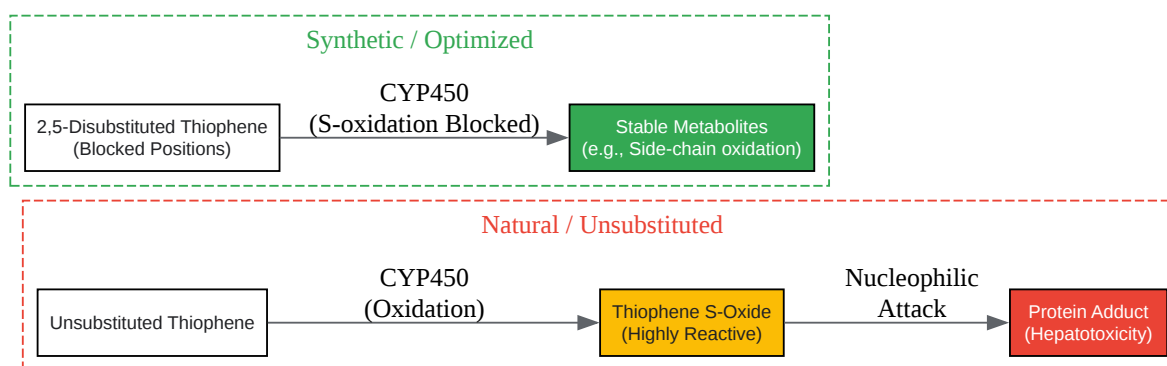 Synthetic / Optimized
2,5-Disubstituted Thiophene
(Blocked Positions)
CYP450
(S-oxidation Blocked)
Stable Metabolites
(e.g., Side-chain oxidation)
Natural / Unsubstituted
Unsubstituted Thiophene
CYP450
(Oxidation)
Thiophene S-Oxide
(Highly Reactive)
Nucleophilic
Attack
Protein Adduct
(Hepatotoxicity)